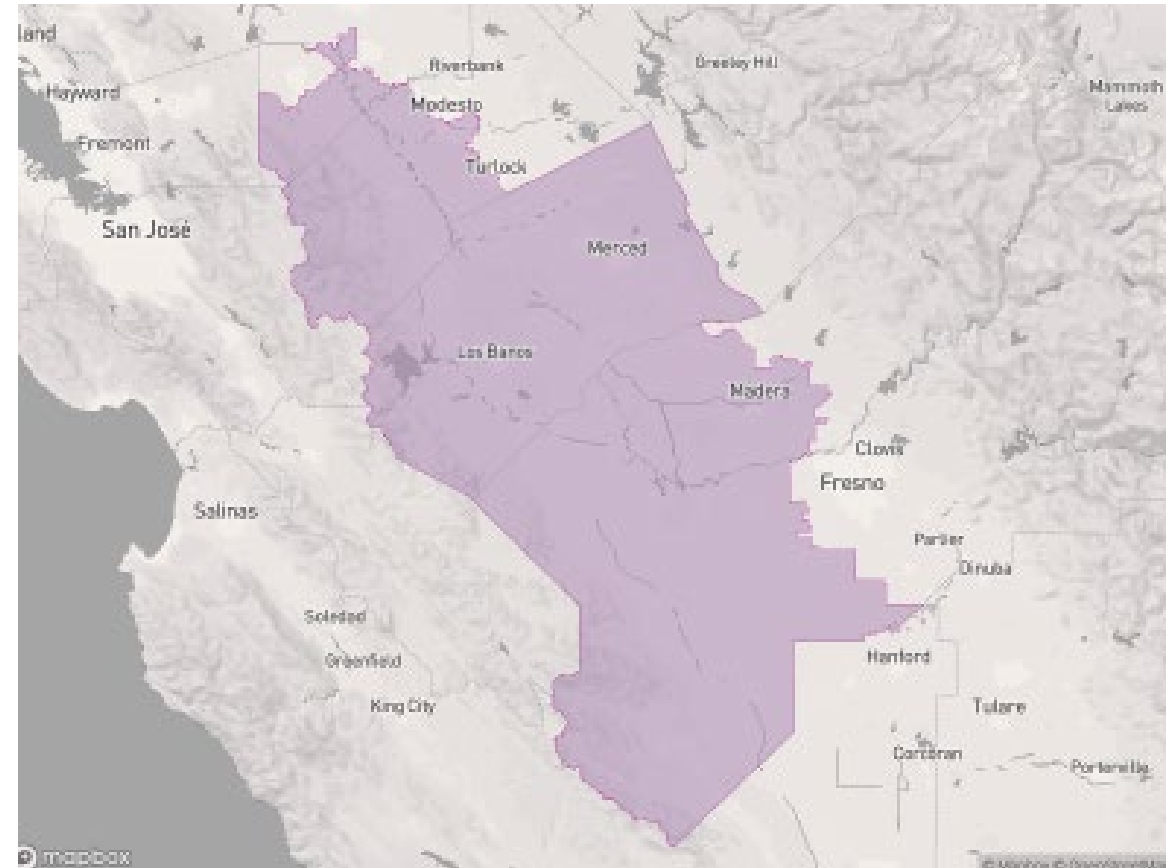 land
Riverbank
Greeley Hill
Hayward
Modesto
Mammoth
Lakes
Fremont
Turlock
San José
Merced
Los Banos
Madera
Clovis
Fresno
Salinas
Parlier
Dinuba
Soledad
Greenfield
Hanford
King City
Tulare
Corcoran
Porterville
mapbox